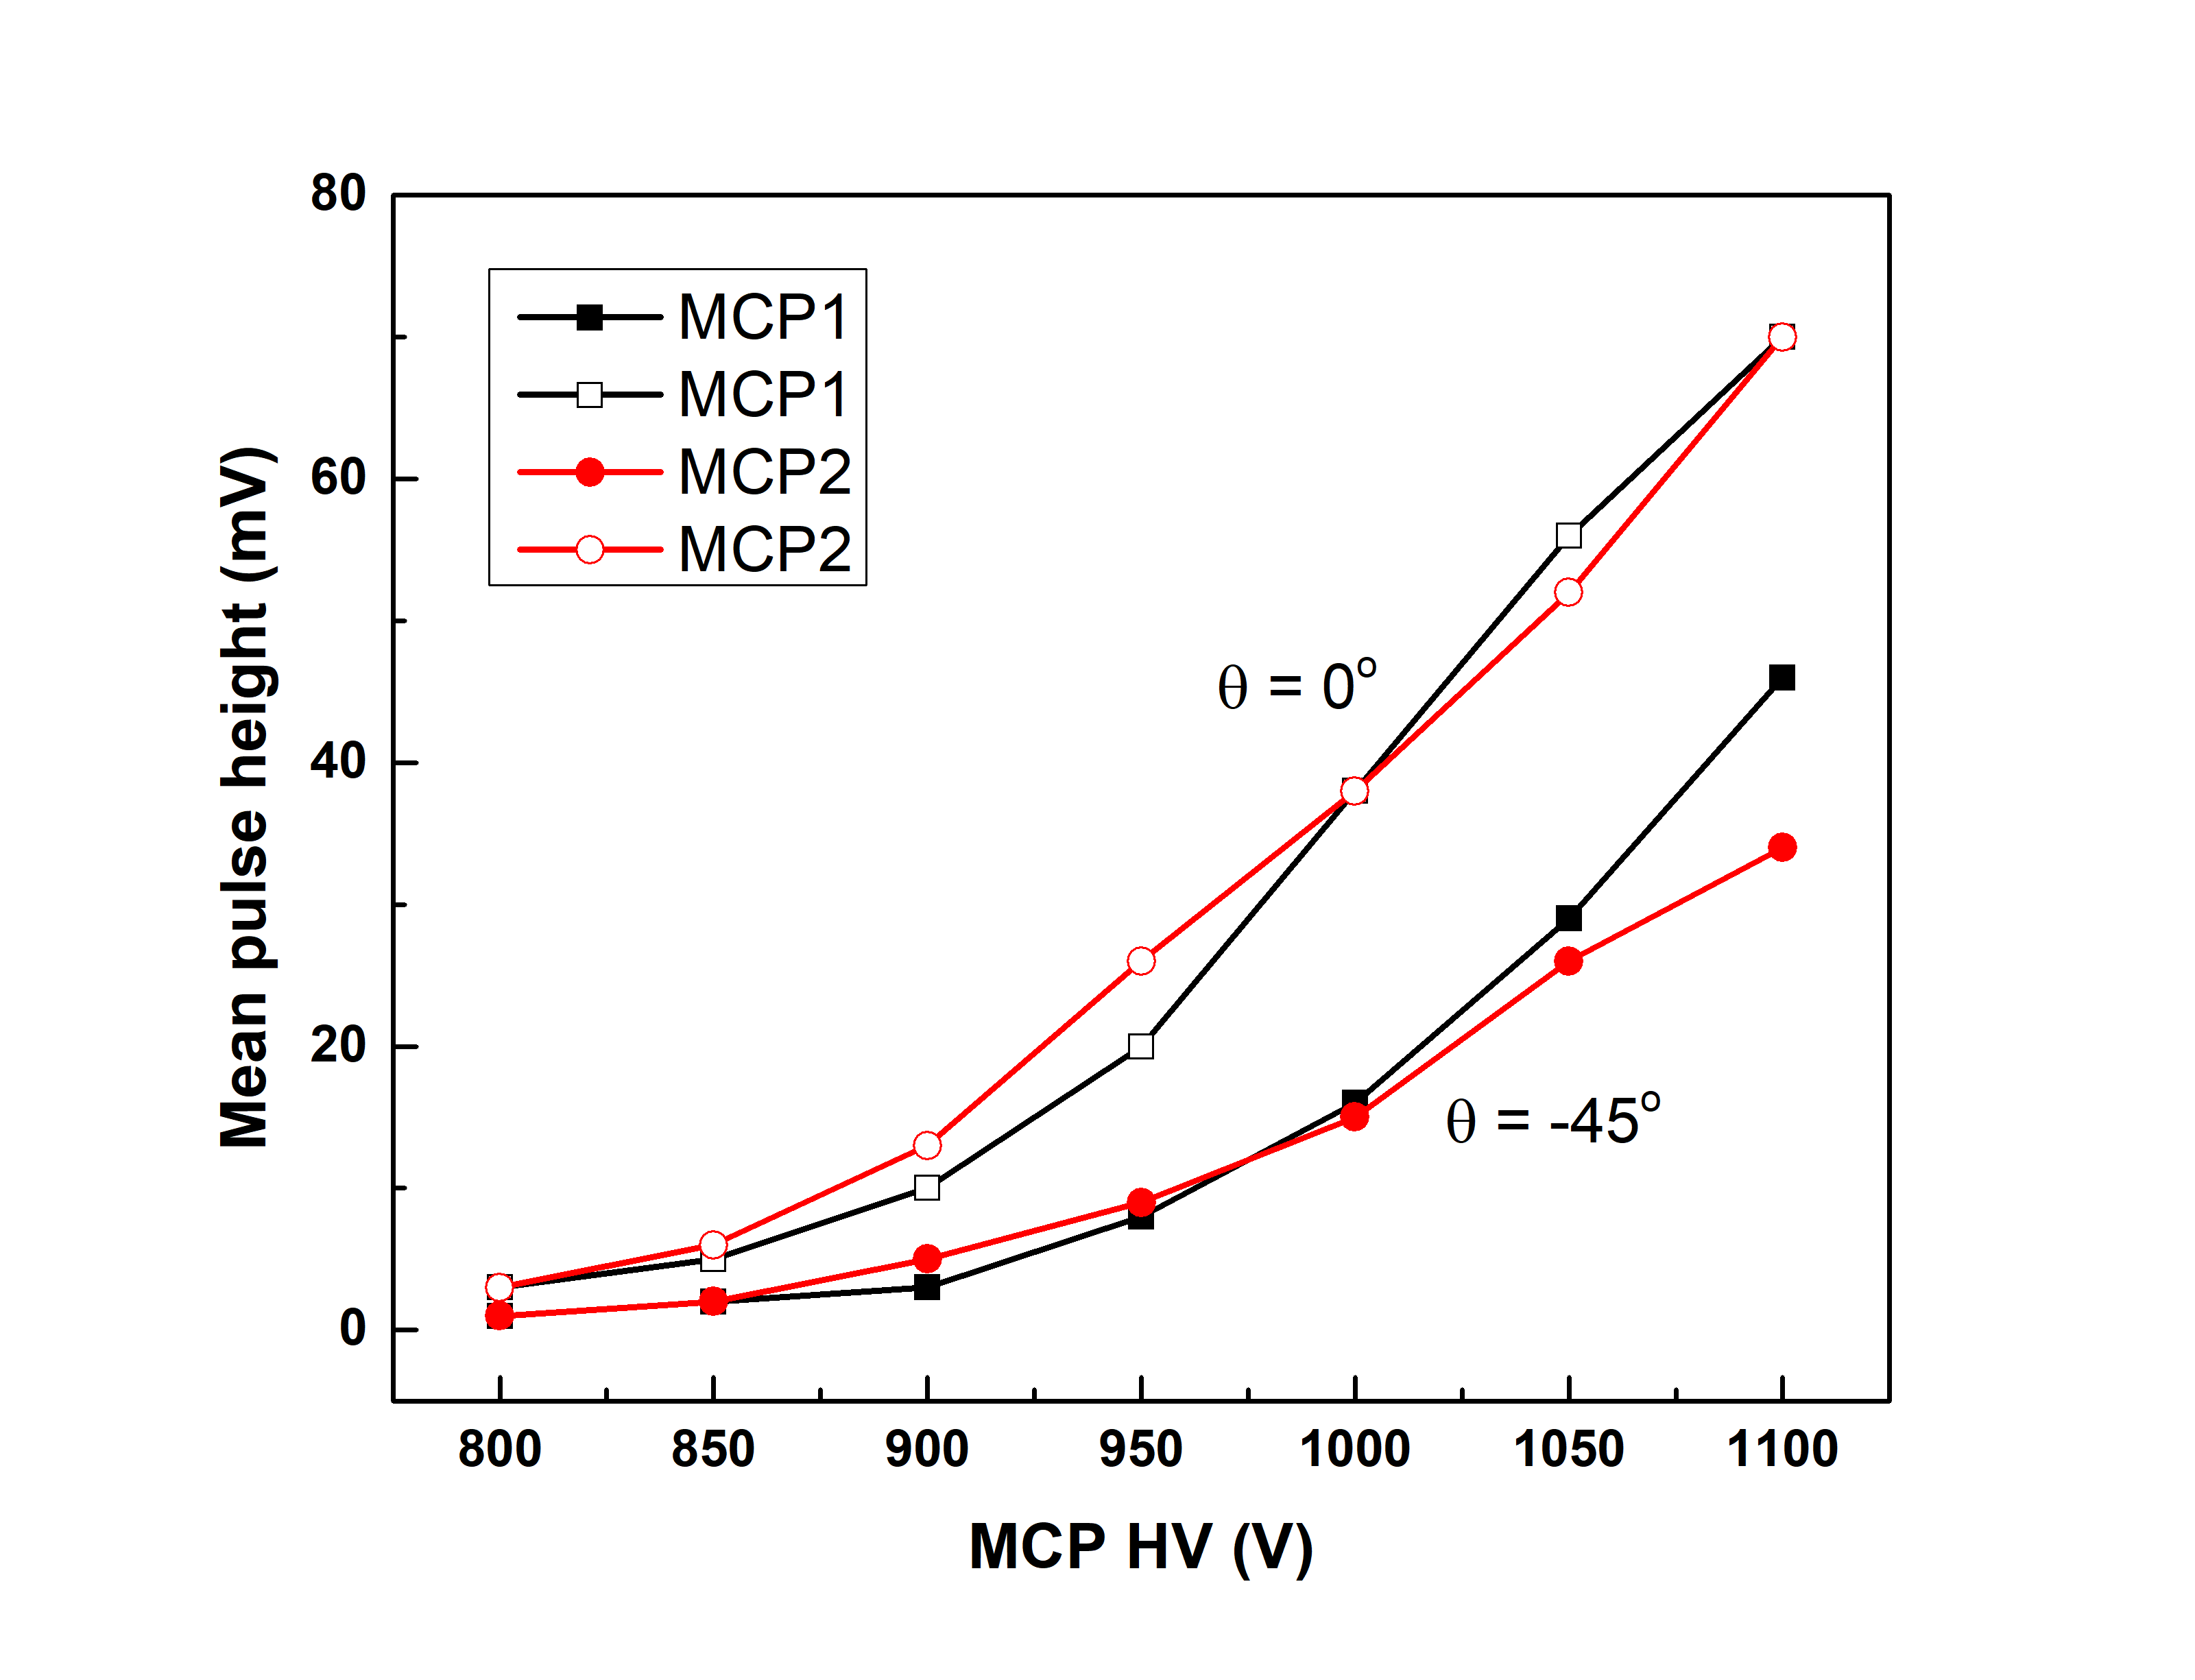 80
60
40
20
0
Mean pulse height (mV)
MCP1
MCP1
MCP2
MCP2
θ = 0°
θ = -45°
800 850 900 950 1000 1050 1100
MCP HV (V)